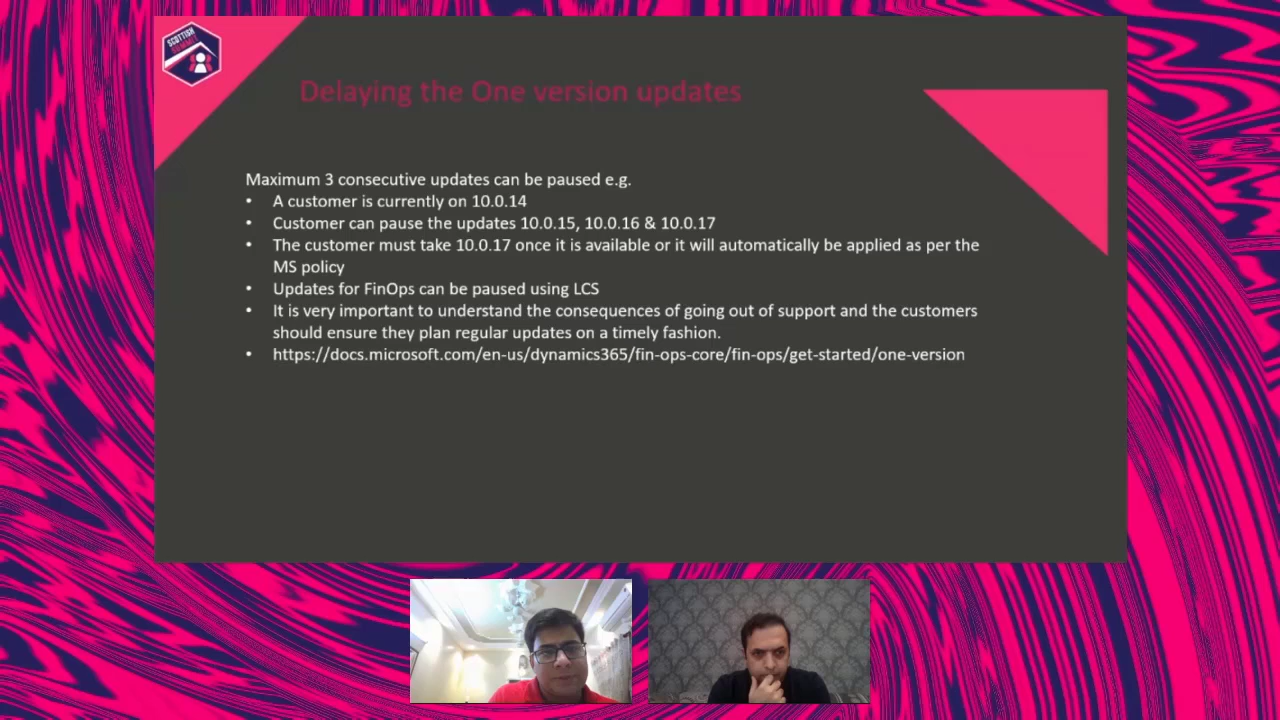 SCOTTISH
SUMMIT
Delaying the One version updates
Maximum 3 consecutive updates can be paused e.g.
• A customer is currently on 10.0.14
• Customer can pause the updates 10.0.15, 10.0.16 & 10.0.17
• The customer must take 10.0.17 once it is available or it will automatically be applied as per the
MS policy
• Updates for FinOps can be paused using LCS
• It is very important to understand the consequences of going out of support and the customers
should ensure they plan regular updates on a timely fashion.
• https://docs.microsoft.com/en-us/dynamics365/fin-ops-core/fin-ops/get-started/one-version